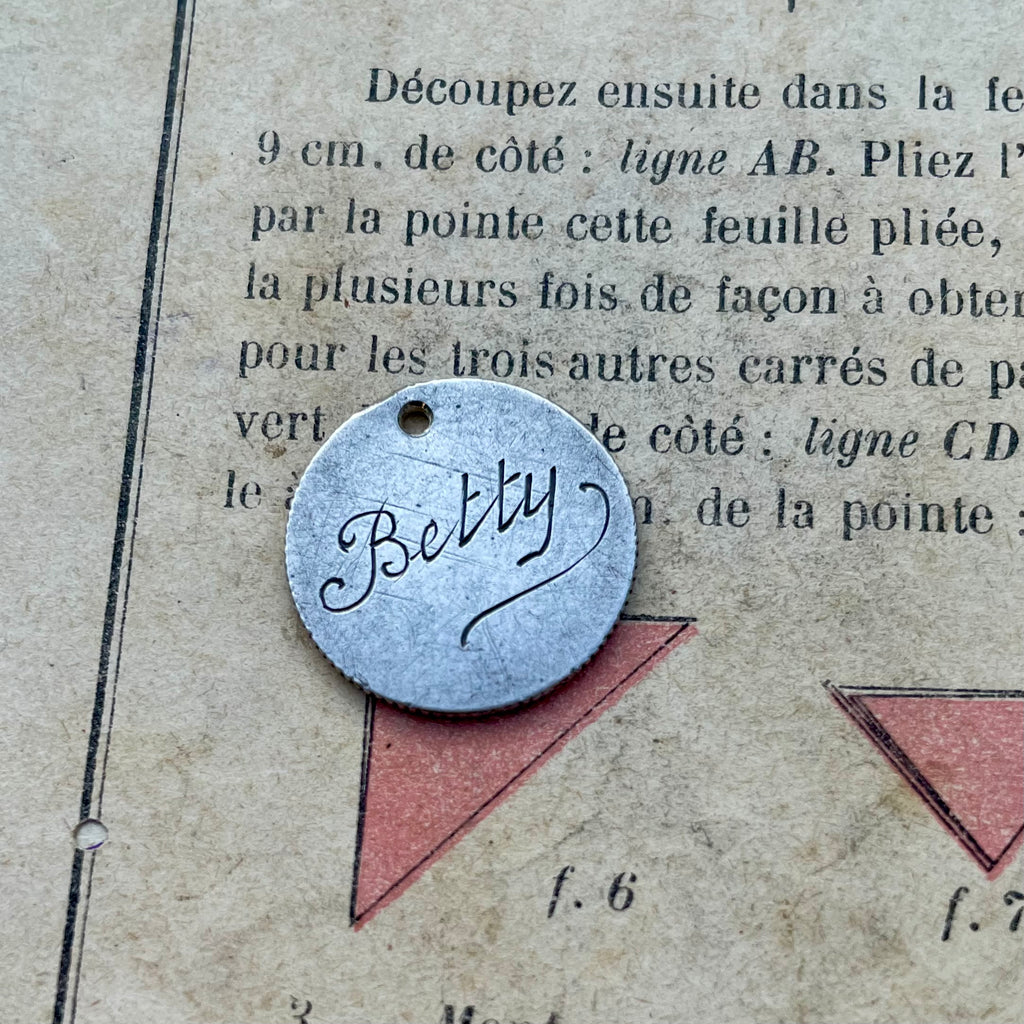 Découpez ensuite dans la fe
9 cm. de côté : ligne AB. Pliez l'
par la pointe cette feuille pliée,
la plusieurs fois de façon à obten
pour les trois autres carrés de pa
vert de côté : ligne CD
le de la pointe :
Betty
f. 6
f. 7